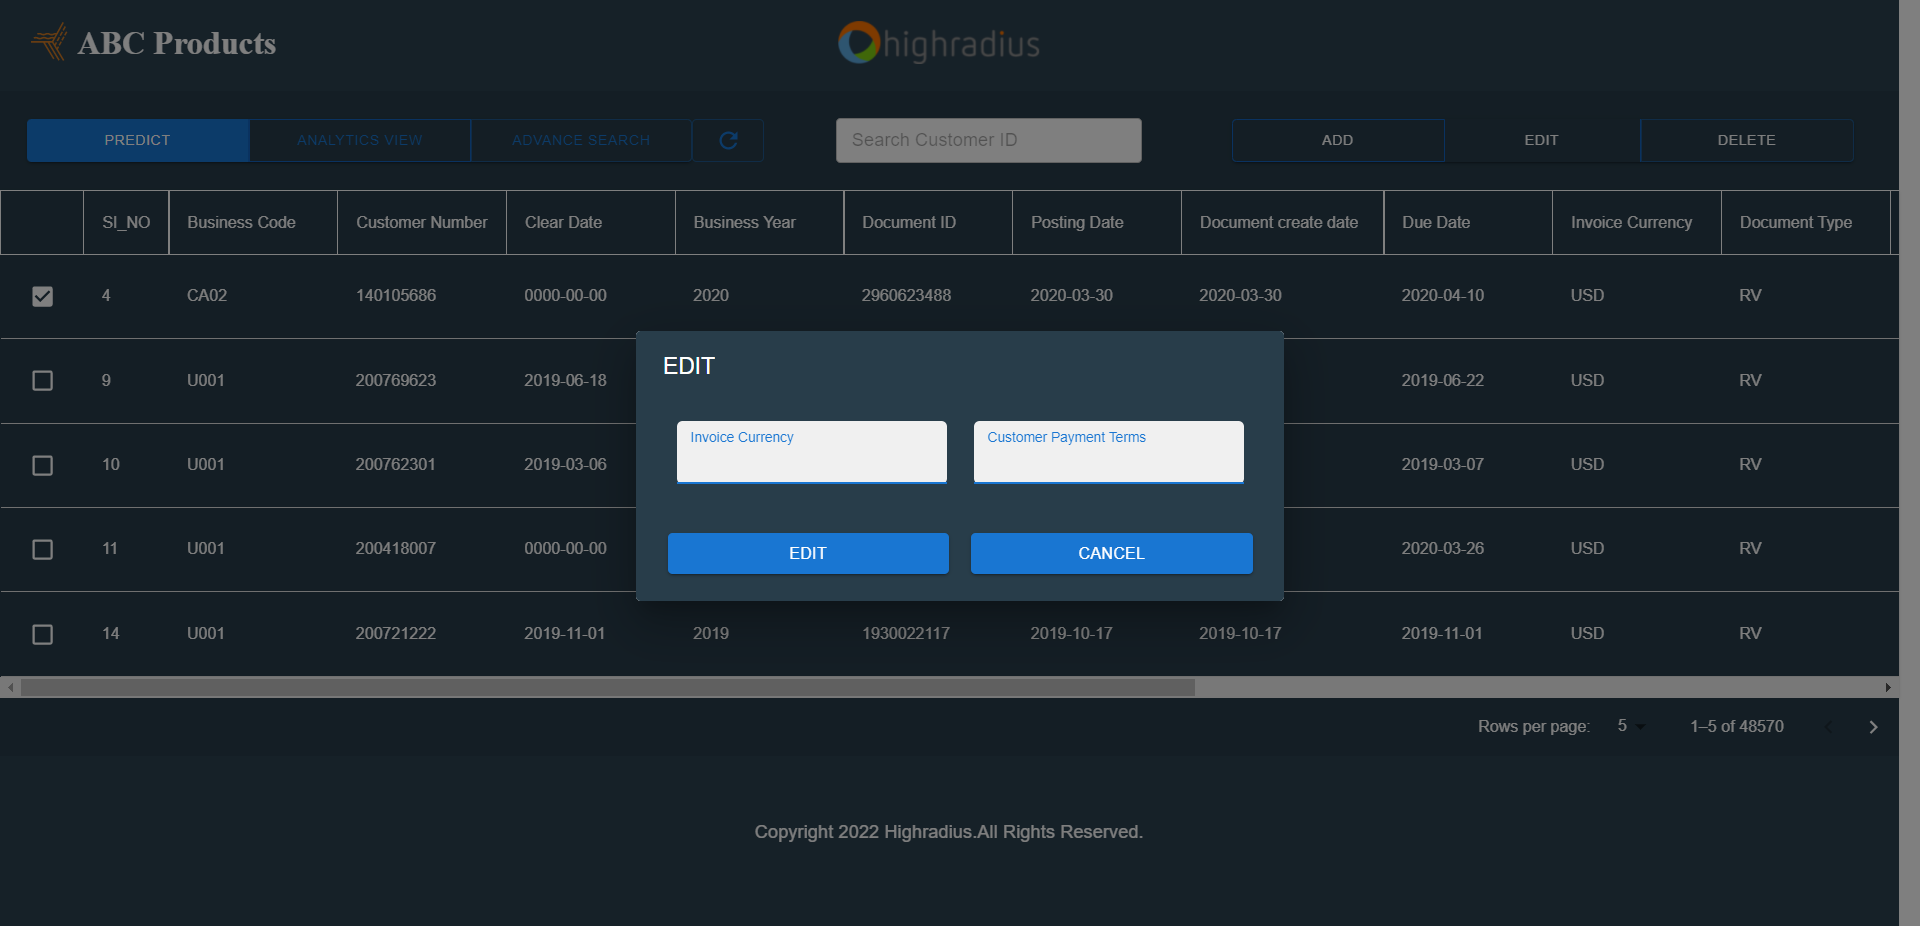 ABC Products
highradius
PREDICT ANALYTICS VIEW ADVANCE SEARCH Search Customer ID ADD EDIT DELETE
Sl_NO Business Code Customer Number Clear Date Business Year Document ID Posting Date Document create date Due Date Invoice Currency Document Type
4 CA02 140105686 0000-00-00 2020 2960623488 2020-03-30 2020-03-30 2020-04-10 USD RV
EDIT
9 U001 200769623 2019-06-18 2019-06-22 USD RV
Invoice Currency Customer Payment Terms
10 U001 200762301 2019-03-06 2019-03-07 USD RV
11 U001 200418007 0000-00-00 2020-03-26 USD RV
EDIT CANCEL
14 U001 200721222 2019-11-01 2019 1930022117 2019-10-17 2019-10-17 2019-11-01 USD RV
Rows per page: 5 1–5 of 48570
Copyright 2022 Highradius.All Rights Reserved.